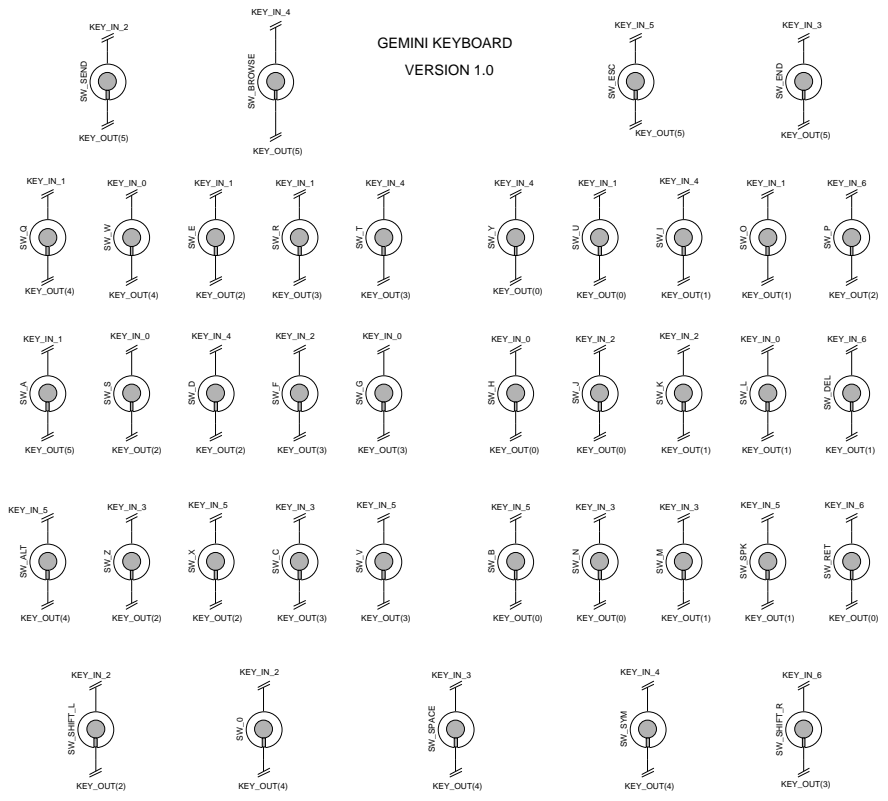 KEY_IN_2 KEY_IN_4 KEY_IN_5 KEY_IN_3
GEMINI KEYBOARD
VERSION 1.0
SW_SEND SW_BROWSE SW_ESC SW_END
KEY_OUT(5) KEY_OUT(5) KEY_OUT(5) KEY_OUT(5)
KEY_IN_1 KEY_IN_0 KEY_IN_1 KEY_IN_1 KEY_IN_4 KEY_IN_4 KEY_IN_1 KEY_IN_4 KEY_IN_1 KEY_IN_6
SW_Q SW_W SW_E SW_R SW_T SW_Y SW_U SW_I SW_O SW_P
KEY_OUT(4) KEY_OUT(4) KEY_OUT(2) KEY_OUT(3) KEY_OUT(3) KEY_OUT(0) KEY_OUT(0) KEY_OUT(1) KEY_OUT(1) KEY_OUT(2)
KEY_IN_1 KEY_IN_0 KEY_IN_4 KEY_IN_2 KEY_IN_0 KEY_IN_0 KEY_IN_2 KEY_IN_2 KEY_IN_0 KEY_IN_6
SW_A SW_S SW_D SW_F SW_G SW_H SW_J SW_K SW_L SW_DEL
KEY_OUT(5) KEY_OUT(2) KEY_OUT(2) KEY_OUT(3) KEY_OUT(3) KEY_OUT(0) KEY_OUT(0) KEY_OUT(1) KEY_OUT(1) KEY_OUT(1)
KEY_IN_5 KEY_IN_3 KEY_IN_5 KEY_IN_3 KEY_IN_5 KEY_IN_5 KEY_IN_3 KEY_IN_3 KEY_IN_5 KEY_IN_6
SW_ALT SW_Z SW_X SW_C SW_V SW_B SW_N SW_M SW_SPK SW_RET
KEY_OUT(4) KEY_OUT(2) KEY_OUT(2) KEY_OUT(3) KEY_OUT(3) KEY_OUT(0) KEY_OUT(0) KEY_OUT(1) KEY_OUT(1) KEY_OUT(0)
KEY_IN_2 KEY_IN_2 KEY_IN_3 KEY_IN_4 KEY_IN_6
SW_SHIFT_L SW_0 SW_SPACE SW_SYM SW_SHIFT_R
KEY_OUT(2) KEY_OUT(4) KEY_OUT(4) KEY_OUT(4) KEY_OUT(3)